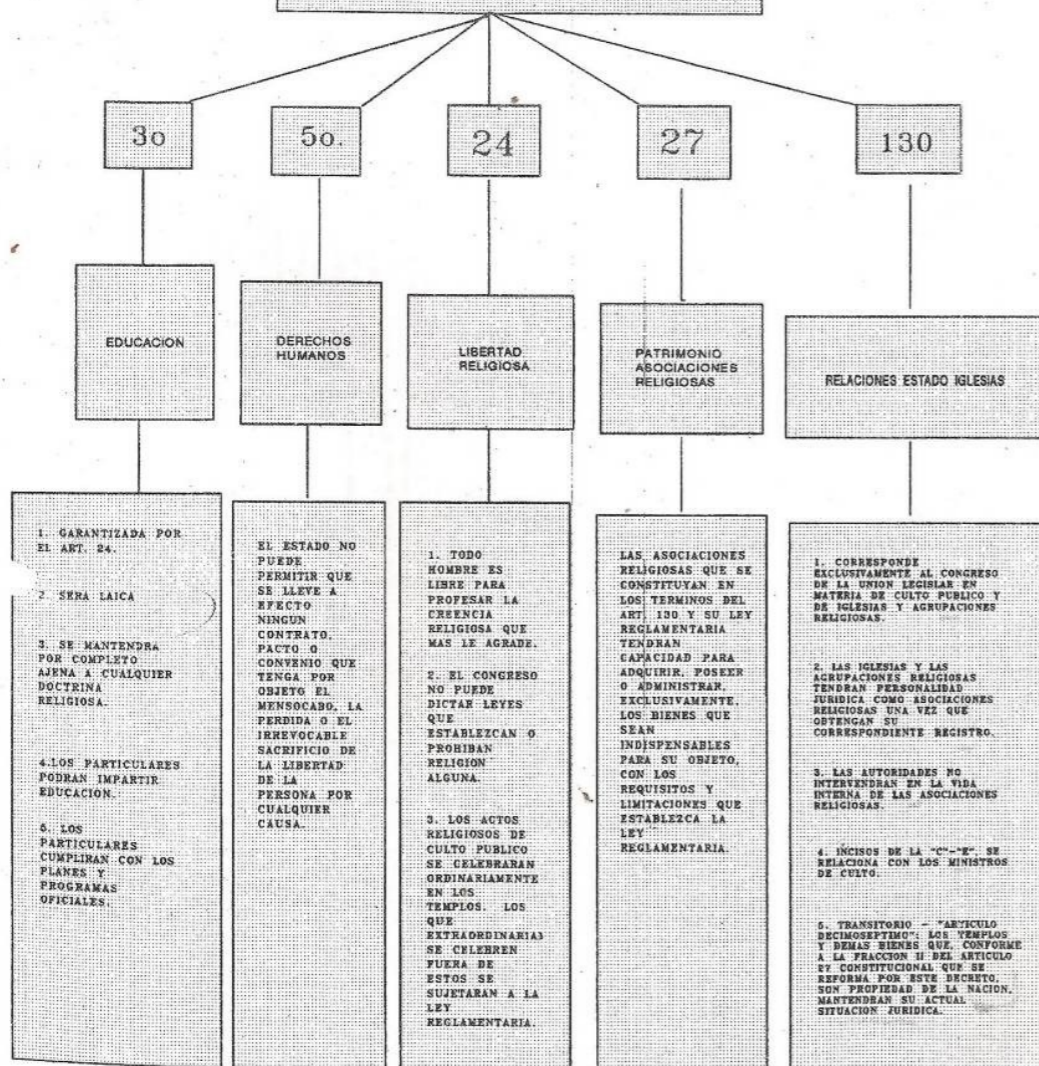 3o
5o.
24
27
130
EDUCACION
DERECHOS
HUMANOS
LIBERTAD
RELIGIOSA
PATRIMONIO
ASOCIACIONES
RELIGIOSAS
RELACIONES ESTADO IGLESIAS
1. GARANTIZADA POR
EL ART. 24.
2. SERA LAICA
3. SE MANTENDRA
POR COMPLETO
AJENA A CUALQUIER
DOCTRINA
RELIGIOSA.
4.LOS PARTICULARES
PODRAN IMPARTIR
EDUCACION.
5. LOS
PARTICULARES
CUMPLIRAN CON LOS
PLANES Y
PROGRAMAS
OFICIALES.
EL ESTADO NO
PUEDE
PERMITIR QUE
SE LLEVE A
EFECTO
NINGUN
CONTRATO,
PACTO O
CONVENIO QUE
TENGA POR
OBJETO EL
MENSOCABO, LA
PERDIDA O EL
IRREVOCABLE
SACRIFICIO DE
LA LIBERTAD
DE LA
PERSONA POR
CUALQUIER
CAUSA.
1. TODO
HOMBRE ES
LIBRE PARA
PROFESAR LA
CREENCIA
RELIGIOSA QUE
MAS LE AGRADE.
2. EL CONGRESO
NO PUEDE
DICTAR LEYES
QUE
ESTABLEZCAN O
PROHIBAN
RELIGION
ALGUNA.
3. LOS ACTOS
RELIGIOSOS DE
CULTO PUBLICO
SE CELEBRARAN
ORDINARIAMENTE
EN LOS
TEMPLOS. LOS
QUE
EXTRAORDINARIAS
SE CELEBREN
FUERA DE
ESTOS SE
SUJETARAN A LA
LEY
REGLAMENTARIA.
LAS ASOCIACIONES
RELIGIOSAS QUE SE
CONSTITUYAN EN
LOS TERMINOS DEL
ART. 130 Y SU LEY
REGLAMENTARIA
TENDRAN
CAPACIDAD PARA
ADQUIRIR, POSEER
O ADMINISTRAR,
EXCLUSIVAMENTE,
LOS BIENES QUE
SEAN
INDISPENSABLES
PARA SU OBJETO,
CON LOS
REQUISITOS Y
LIMITACIONES QUE
ESTABLEZCA LA
LEY
REGLAMENTARIA.
1. CORRESPONDE
EXCLUSIVAMENTE AL CONGRESO
DE LA UNION LEGISLAR EN
MATERIA DE CULTO PUBLICO Y
DE IGLESIAS Y AGRUPACIONES
RELIGIOSAS.
2. LAS IGLESIAS Y LAS
AGRUPACIONES RELIGIOSAS
TENDRAN PERSONALIDAD
JURIDICA COMO ASOCIACIONES
RELIGIOSAS UNA VEZ QUE
OBTENGAN SU
CORRESPONDIENTE REGISTRO.
3. LAS AUTORIDADES NO
INTERVENDRAN EN LA VIDA
INTERNA DE LAS ASOCIACIONES
RELIGIOSAS.
4. INCISOS DE LA "C"-"E", SE
RELACIONA CON LOS MINISTROS
DE CULTO.
5. TRANSITORIO - "ARTICULO
DECIMOSEPTIMO": LOS TEMPLOS
Y DEMAS BIENES QUE, CONFORME
A LA FRACCION II DEL ARTICULO
27 CONSTITUCIONAL QUE SE
REFORMA POR ESTE DECRETO,
SON PROPIEDAD DE LA NACION,
MANTENDRAN SU ACTUAL
SITUACION JURIDICA.